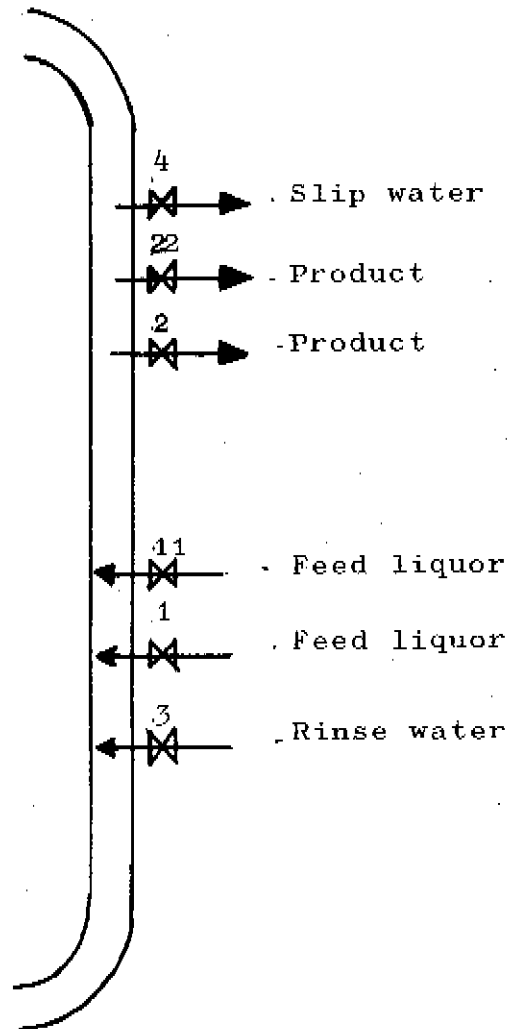 4
Slip water
22
Product
2
Product
11
Feed liquor
1
Feed liquor
3
Rinse water